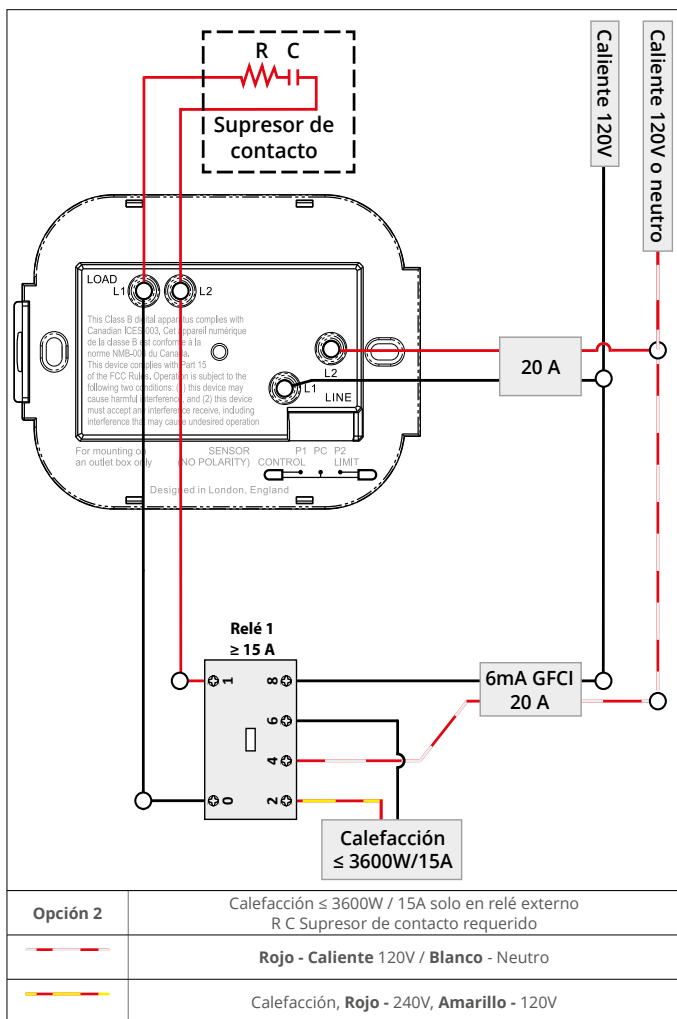 R C
Supresor de
contacto
Caliente 120V
Caliente 120V o neutro
LOAD
L1
L2
This Class B digital apparatus complies with
Canadian ICES-003, Cet appareil numérique
de la classe B est conforme à la
norme NMB-003 du Canada.
This device complies with Part 15
of the FCC Rules, Operation is subject to the
following two conditions: (1) this device may
cause harmful interference, and (2) this device
must accept any interference receive, including
interference that may cause undesired operation
L2
L1
LINE
20 A
For mounting on
an outlet box only
SENSOR
(NO POLARITY)
P1 PC P2
CONTROL LIMIT
Designed in London, England
Relé 1
≥ 15 A
1
8
6
4
0
2
6mA GFCI
20 A
Calefacción
≤ 3600W/15A
Opción 2
Calefacción ≤ 3600W / 15A solo en relé externo
R C Supresor de contacto requerido
Rojo - Caliente 120V / Blanco - Neutro
Calefacción, Rojo - 240V, Amarillo - 120V